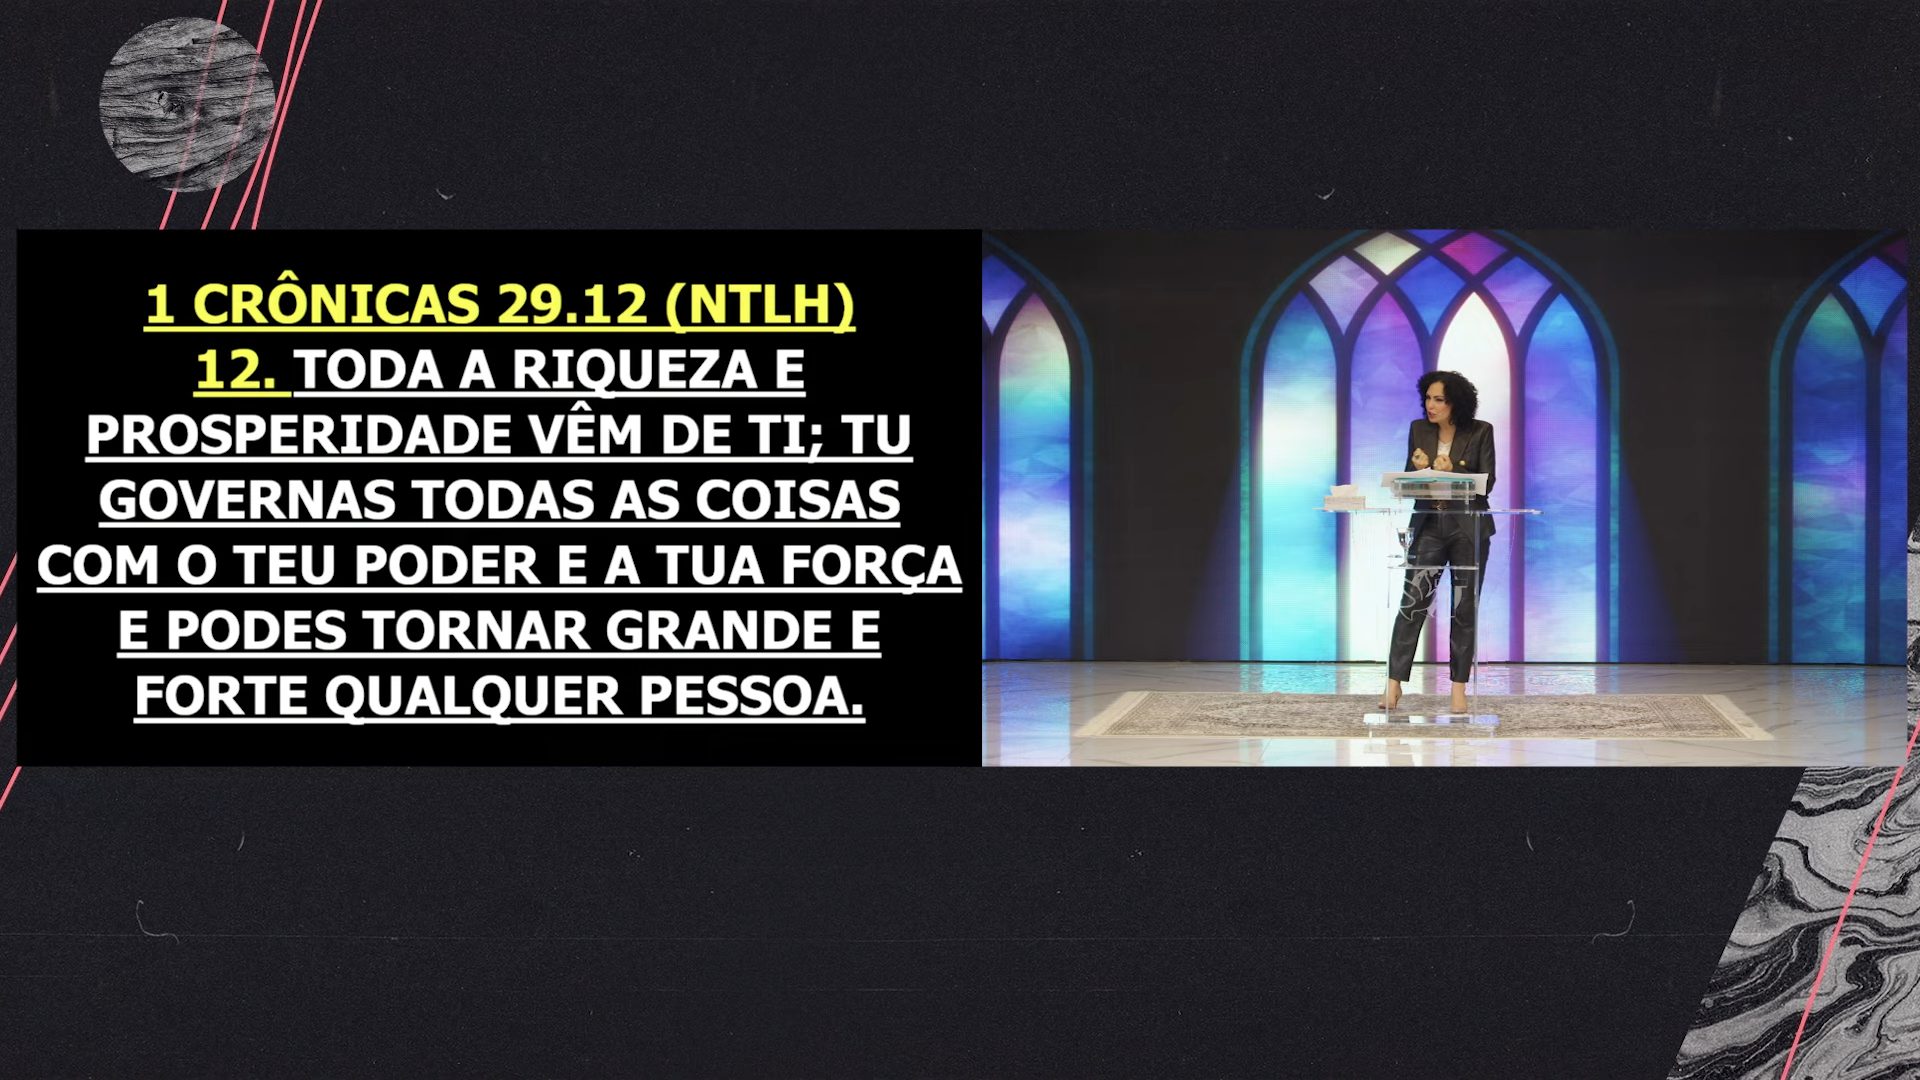 1 CRÔNICAS 29.12 (NTLH)
12. TODA A RIQUEZA E
PROSPERIDADE VÊM DE TI; TU
GOVERNAS TODAS AS COISAS
COM O TEU PODER E A TUA FORÇA
E PODES TORNAR GRANDE E
FORTE QUALQUER PESSOA.